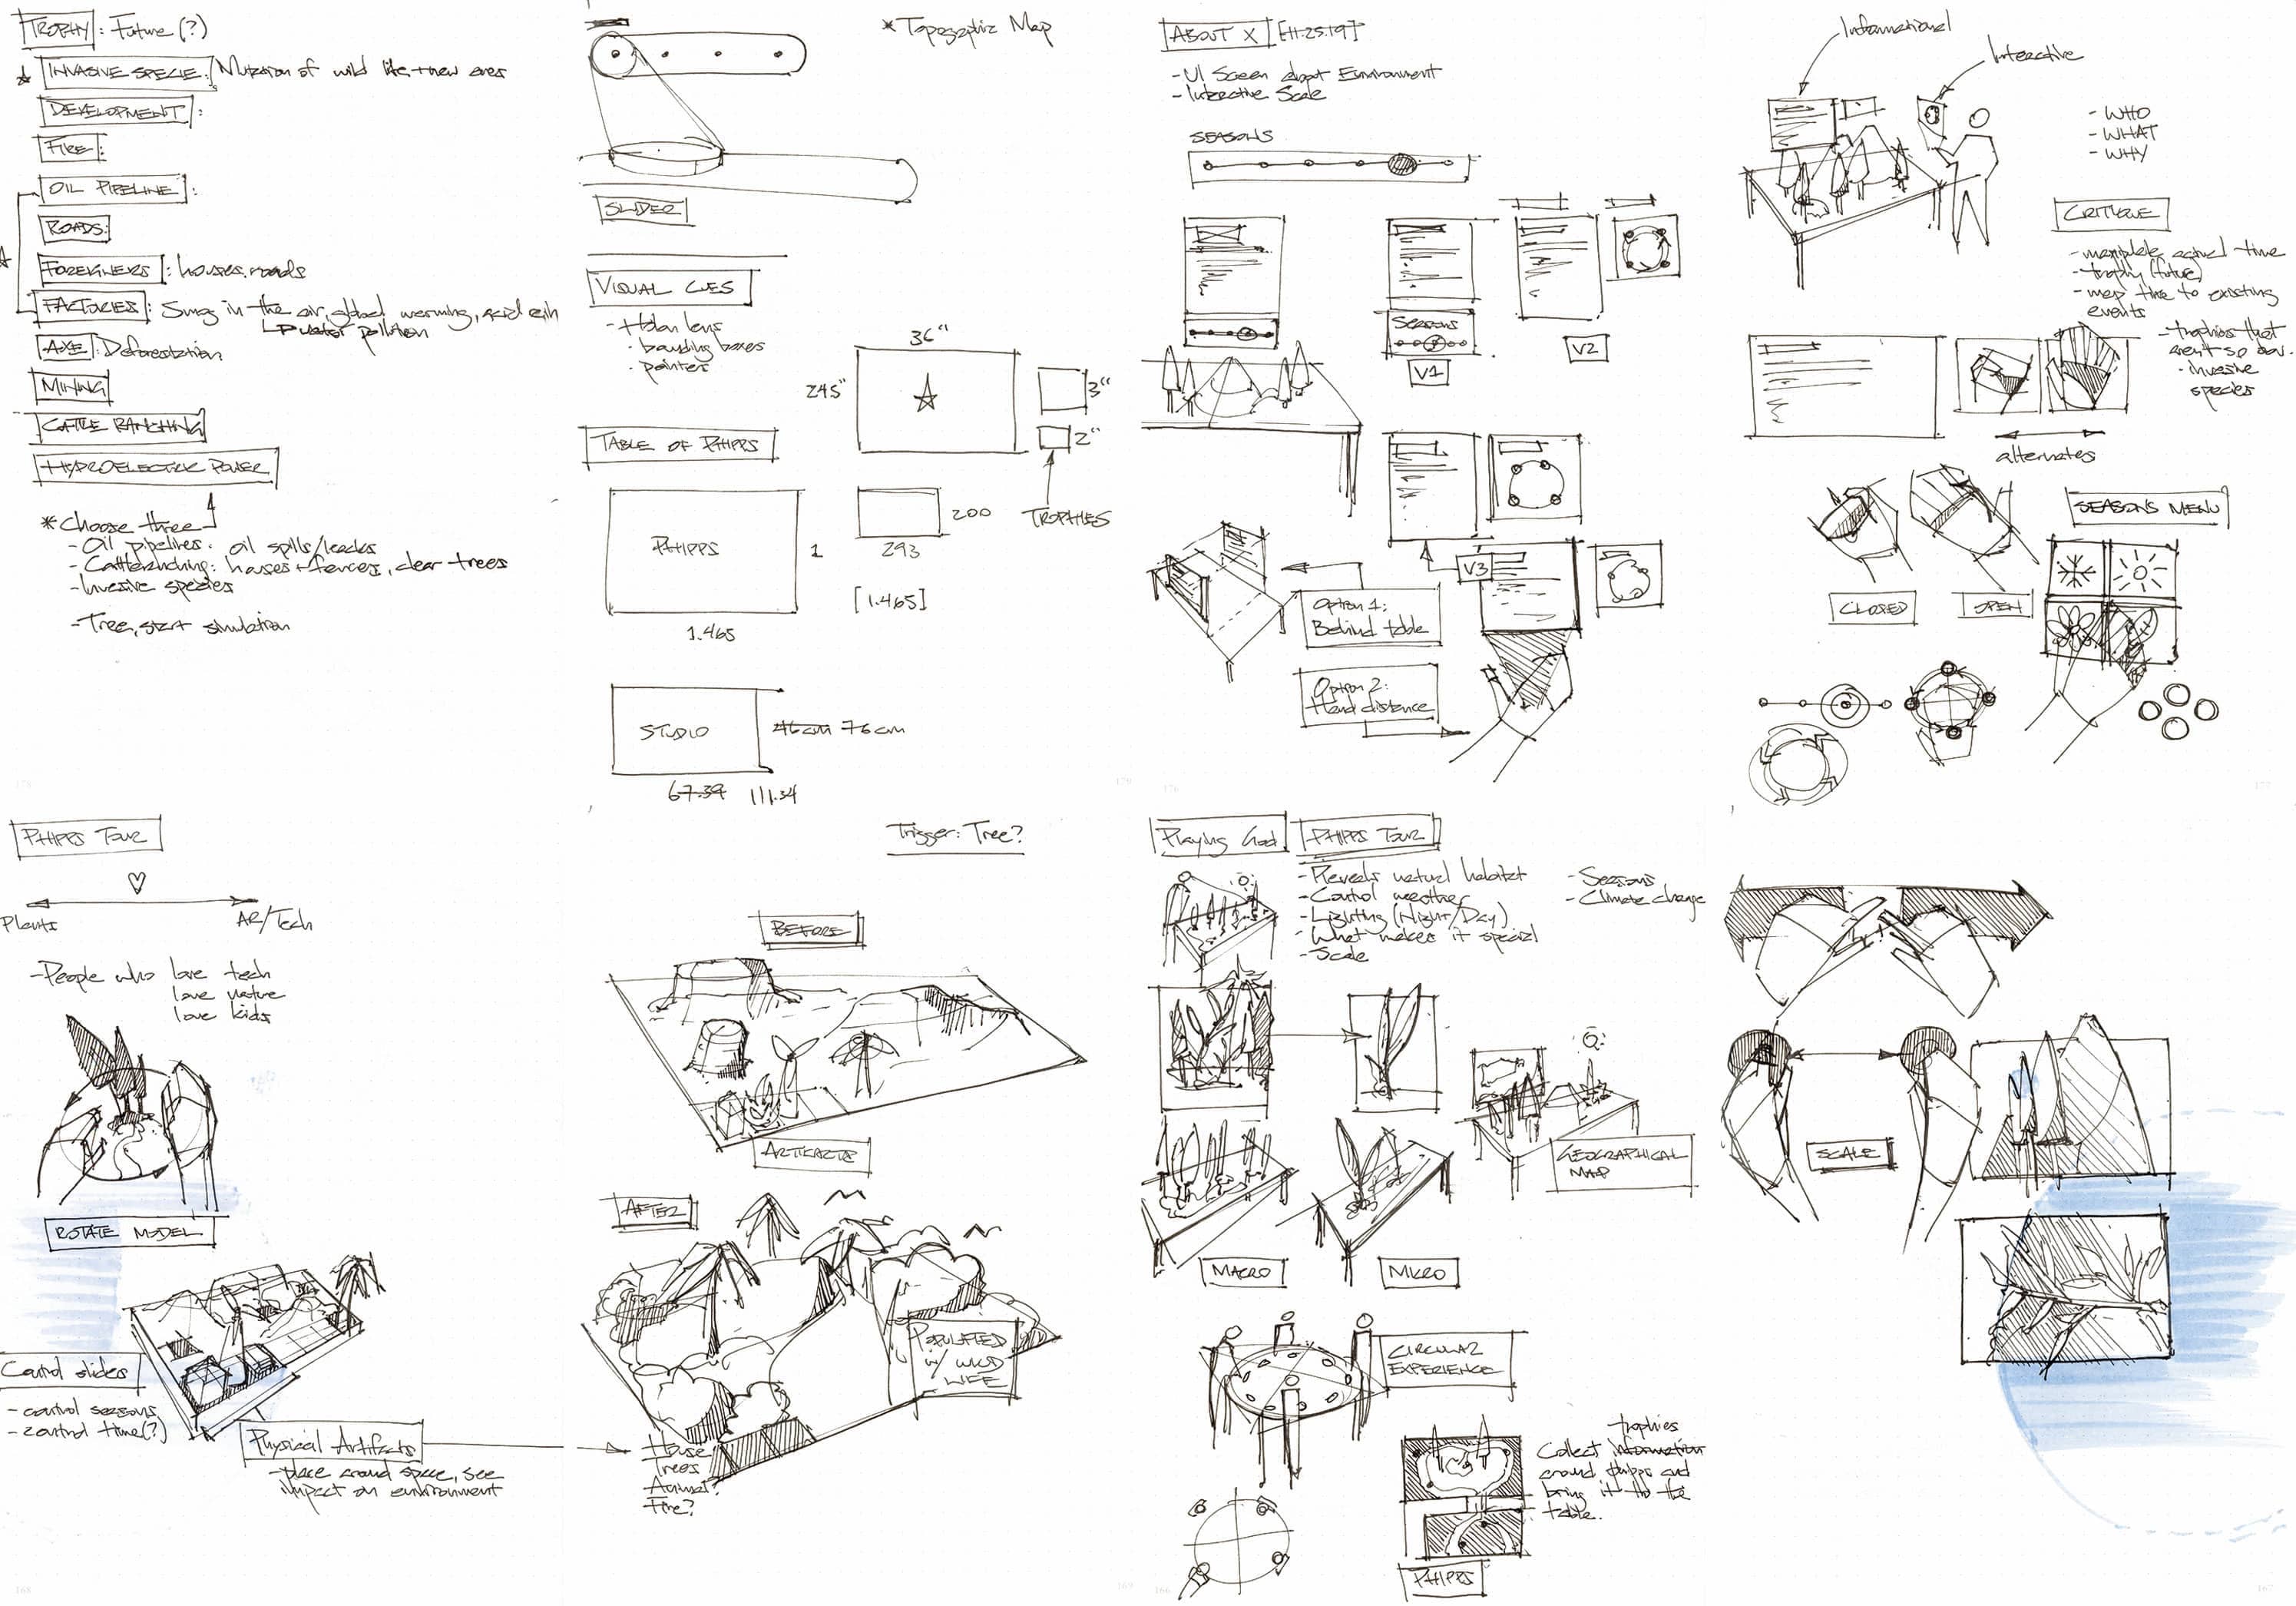 TROPHY: Future(?)
INVASIVE SPECIE: Mutation of wild life, + new ones
DEVELOPMENT:
FIRE:
OIL PIPELINE:
ROADS:
FOREIGNERS: houses, roads
FACTORIES: Smog in the air, global warming, acid rain
water pollution
AXE: Deforestation
MINING
CATTLE RANCHING
HYDROELECTRIC POWER
*Choose three
- Oil pipelines: oil spills/leaks
- Cattle ranching: houses + fences, clear trees
- Invasive species
- Tree, start simulation
*Topographic Map
SLIDER
VISUAL CUES
- Holo lens
- bounding boxes
- pointers
36"
24.5"
3"
2"
TROPHIES
TABLE OF PHIPPS
PHIPPS
1
1.465
200
293
[1.465]
STUDIO
46cm 76cm
67.39 111.34
ABOUT X [11.25.19]
- UI Screen about Environment
- Interactive Scale
SEASONS
SEASONS
V1
V2
V3
Option 1:
Behind table
Option 2:
Hand distance
Informational
Interactive
- WHO
- WHAT
- WHY
CRITIQUE
- manipulate actual time
- trophy (future)
- map this to existing
events
- trophies that
aren't so
- invasive
species
alternates
CLOSED
OPEN
SEASONS MENU
PHIPPS TOUR
Plants
AR/Tech
- People who love tech
love nature
love kids
ROTATE MODEL
Control sliders
- control seasons
- control time(?)
Physical Artifacts
- place around space, see
impact on environment
Trigger: Tree?
BEFORE
ARTIFACTS
AFTER
POPULATED
w/ WILD
LIFE
House
Trees
Animal?
Fire?
Playing God
PHIPPS TOUR
- Reveals natural habitat
- Control weather
- Lighting (Night/Day)
- What makes it special
- Scale
- Seasons
- Climate change
GEOGRAPHICAL
MAP
MACRO
MICRO
CIRCULAR
EXPERIENCE
trophies
Collect information
around phipps and
bring it to the
table.
PHIPPS
SCALE
168
169
166
167